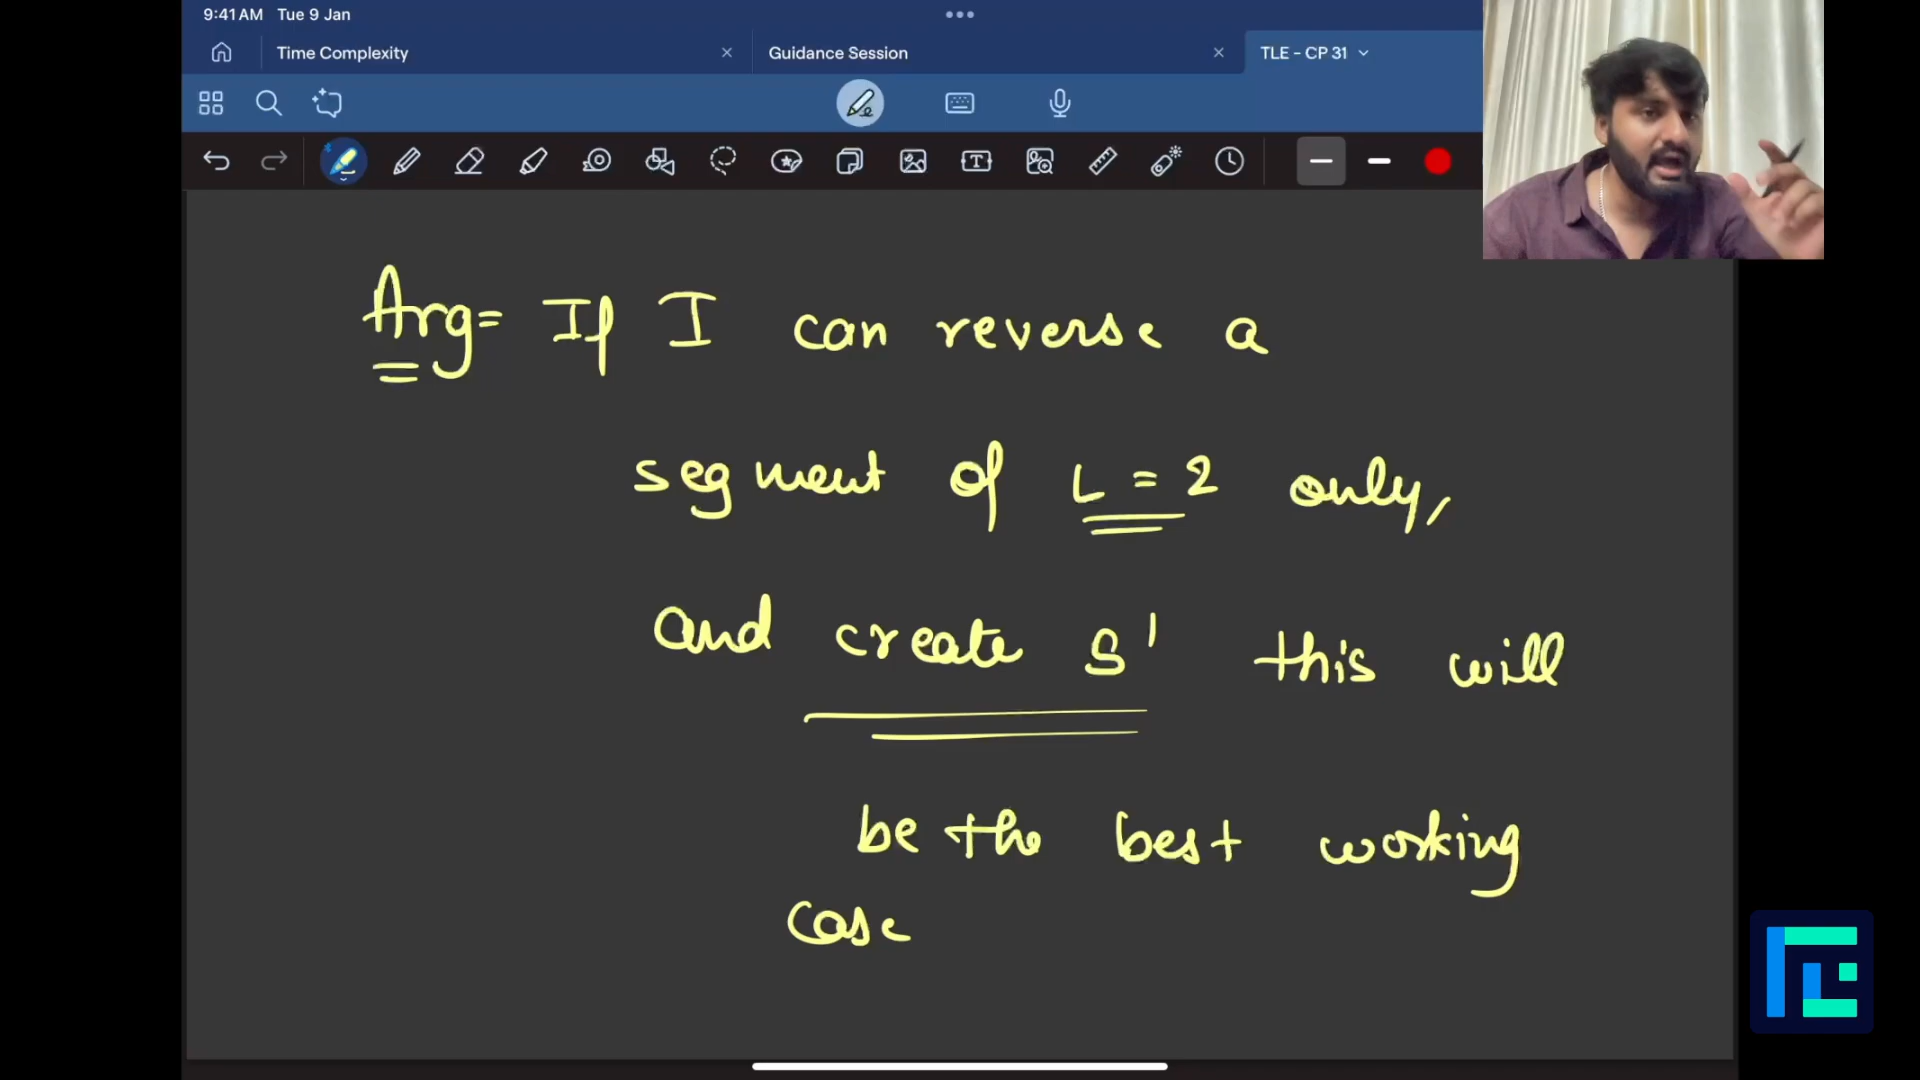 9:41 AM Tue 9 Jan
Time Complexity
Guidance Session
TLE - CP 31
Arg= If I can reverse a
segment of L = 2 only,
and create s' this will
be the best working
case